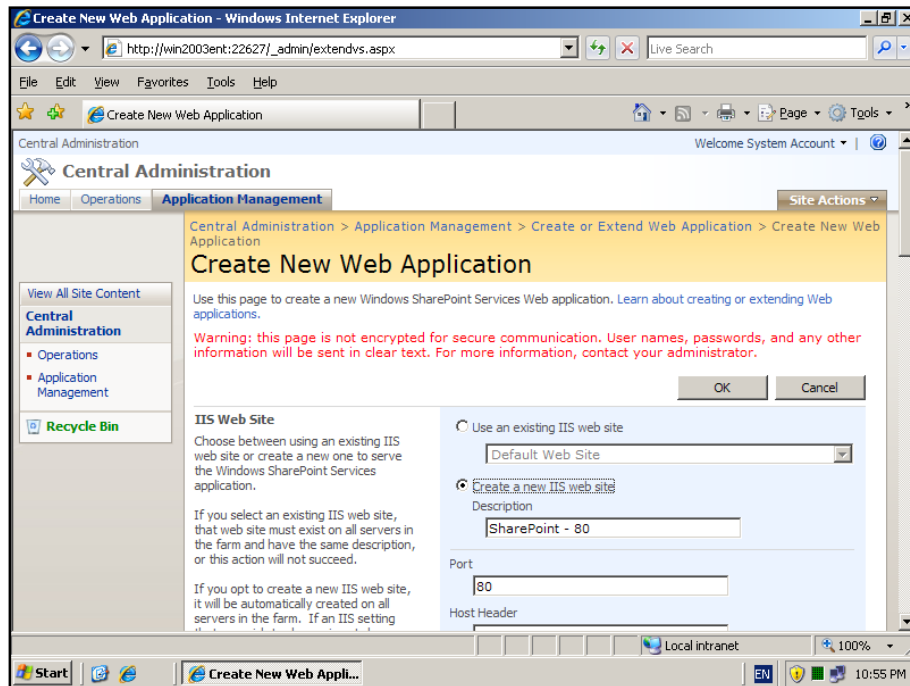 Create New Web Application - Windows Internet Explorer
http://win2003ent:22627/_admin/extendvs.aspx
Live Search
File Edit View Favorites Tools Help
Create New Web Application
Page
Tools
Central Administration
Welcome System Account
Central Administration
Home Operations Application Management
Site Actions
Central Administration > Application Management > Create or Extend Web Application > Create New Web
Application
Create New Web Application
View All Site Content
Central
Administration
Operations
Application
Management
Recycle Bin
Use this page to create a new Windows SharePoint Services Web application. Learn about creating or extending Web
applications.
Warning: this page is not encrypted for secure communication. User names, passwords, and any other
information will be sent in clear text. For more information, contact your administrator.
OK Cancel
IIS Web Site
Choose between using an existing IIS
web site or create a new one to serve
the Windows SharePoint Services
application.
If you select an existing IIS web site,
that web site must exist on all servers in
the farm and have the same description,
or this action will not succeed.
If you opt to create a new IIS web site,
it will be automatically created on all
servers in the farm. If an IIS setting
Use an existing IIS web site
Default Web Site
Create a new IIS web site
Description
SharePoint - 80
Port
80
Host Header
Local intranet
100%
Start
Create New Web Appli...
EN
10:55 PM